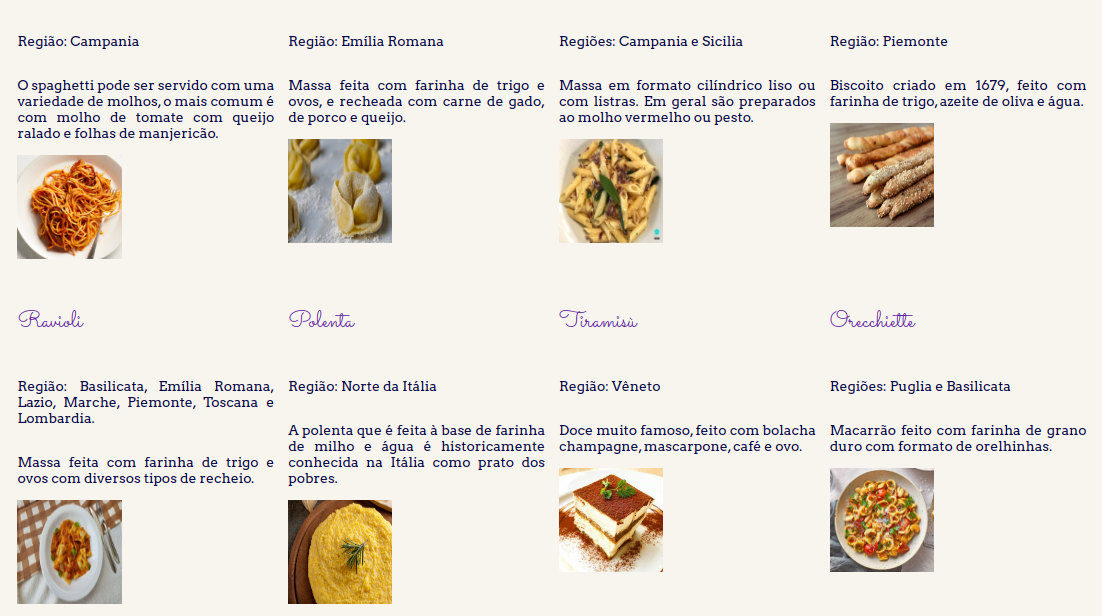 Região: Campania
O spaghetti pode ser servido com uma
variedade de molhos, o mais comum é
com molho de tomate com queijo
ralado e folhas de manjericão.
Região: Emília Romana
Massa feita com farinha de trigo e
ovos, e recheada com carne de gado,
de porco e queijo.
Regiões: Campania e Sicilia
Massa em formato cilíndrico liso ou
com listras. Em geral são preparados
ao molho vermelho ou pesto.
Região: Piemonte
Biscoito criado em 1679, feito com
farinha de trigo, azeite de oliva e água.
Ravioli
Região: Basilicata, Emília Romana,
Lazio, Marche, Piemonte, Toscana e
Lombardia.
Massa feita com farinha de trigo e
ovos com diversos tipos de recheio.
Polenta
Região: Norte da Itália
A polenta que é feita à base de farinha
de milho e água é historicamente
conhecida na Itália como prato dos
pobres.
Tiramisù
Região: Vêneto
Doce muito famoso, feito com bolacha
champagne, mascarpone, café e ovo.
Orecchiette
Regiões: Puglia e Basilicata
Macarrão feito com farinha de grano
duro com formato de orelhinhas.